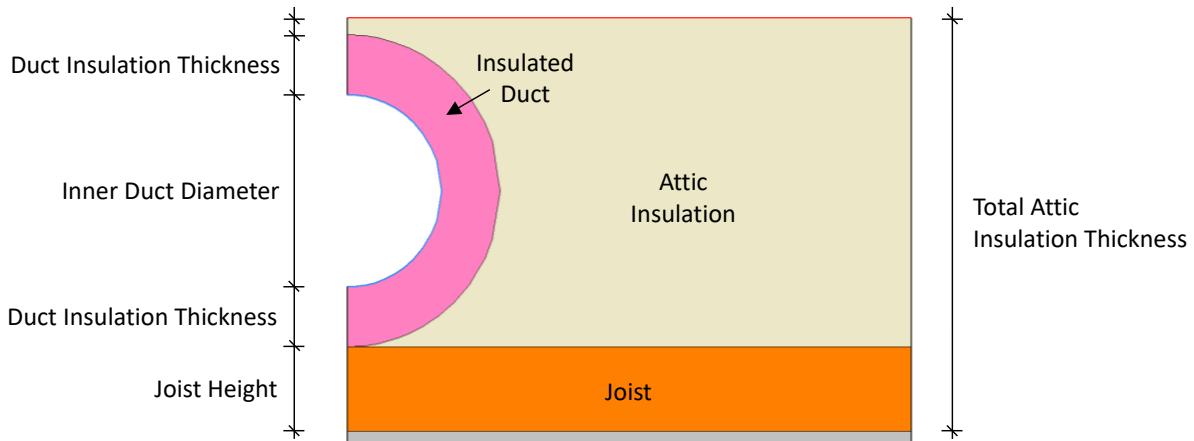 Duct Insulation Thickness
Insulated
Duct
Inner Duct Diameter
Attic
Insulation
Total Attic
Insulation Thickness
Duct Insulation Thickness
Joist Height
Joist